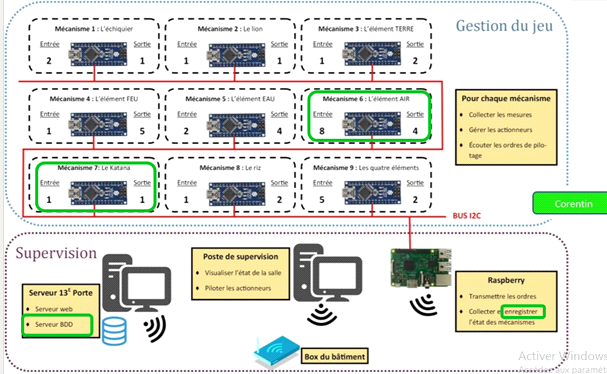 Gestion du jeu
Mécanisme 1 : L'échiquier
Entrée Sortie
2 1
Mécanisme 2 : Le lion
Entrée Sortie
1 1
Mécanisme 3 : L'élément TERRE
Entrée Sortie
1 2
Mécanisme 4 : L'élément FEU
Entrée Sortie
1 5
Mécanisme 5 : L'élément EAU
Entrée Sortie
2 4
Mécanisme 6 : L'élément AIR
Entrée Sortie
8 4
Pour chaque mécanisme
Collecter les mesures
Gérer les actionneurs
Écouter les ordres de pilo-
tage
Mécanisme 7: Le Katana
Entrée Sortie
1 1
Mécanisme 8 : Le riz
Entrée Sortie
1 2
Mécanisme 9 : Les quatre éléments
Entrée Sortie
5 2
Corentin
BUS I2C
Supervision
Poste de supervision
Visualiser l'état de la salle
Piloter les actionneurs
Serveur 13E Porte
Serveur web
Serveur BDD
Raspberry
Transmettre les ordres
Collecter et enregistrer
l'état des mécanismes
Box du bâtiment
Activer Windows
Accédez aux paramèt